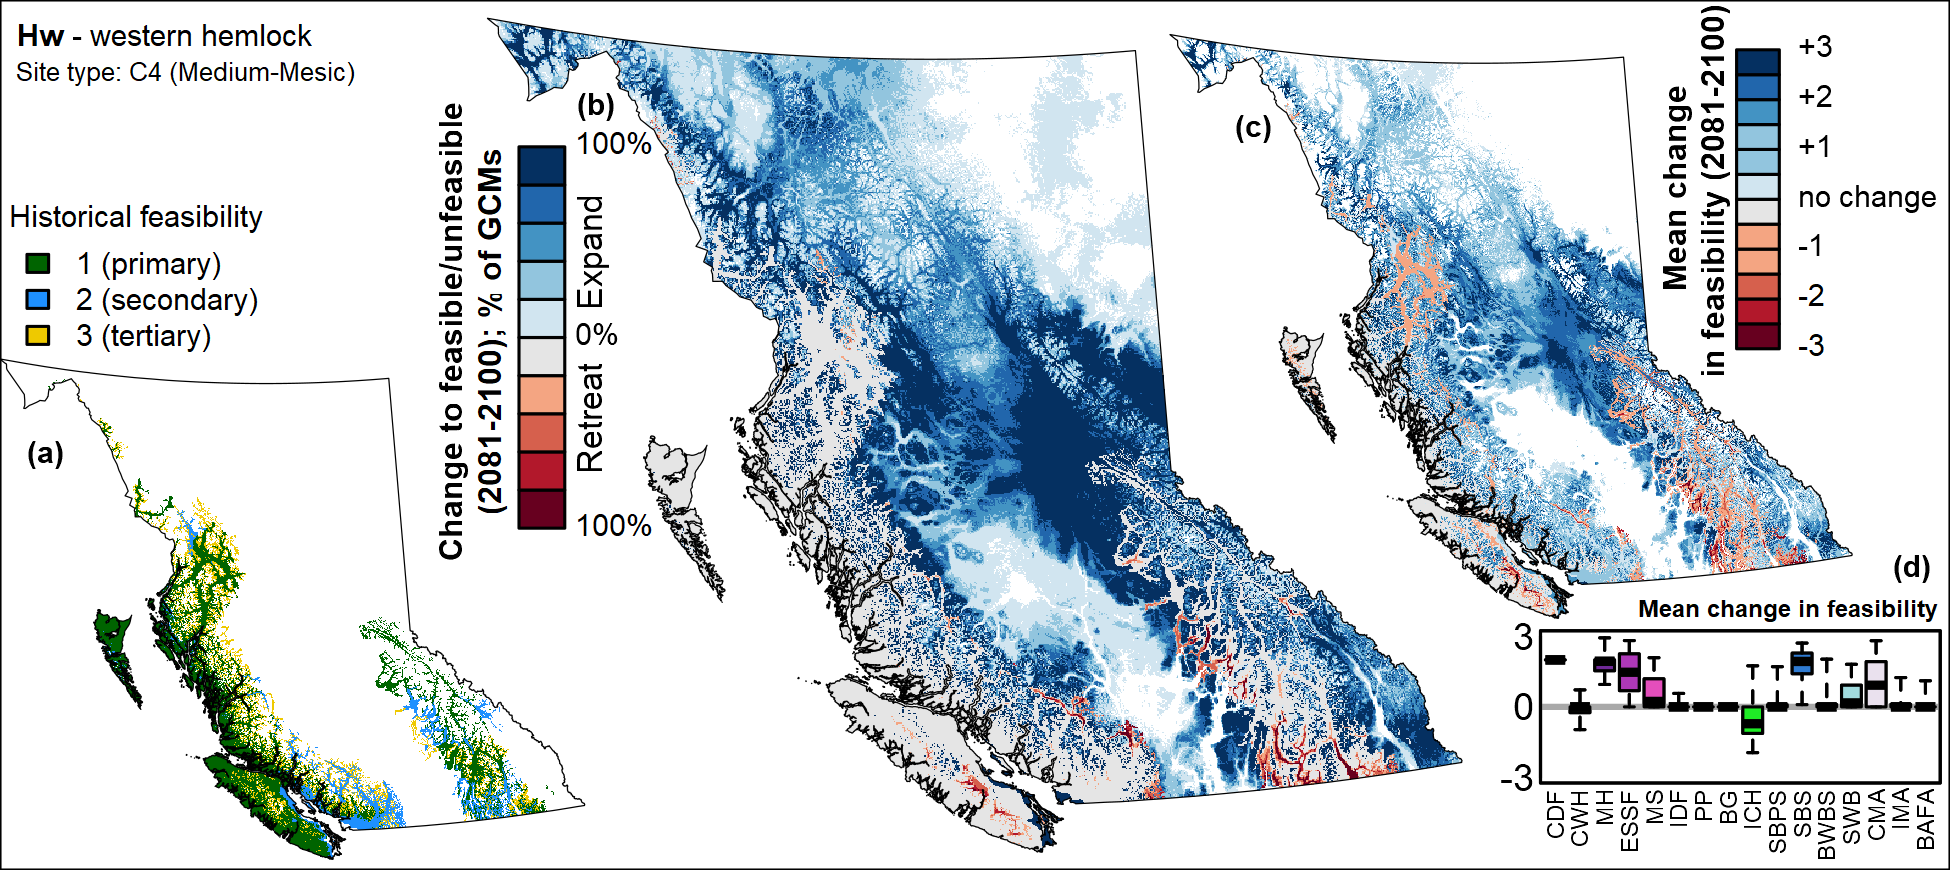 Hw - western hemlock
Site type: C4 (Medium-Mesic)
Historical feasibility
1 (primary)
2 (secondary)
3 (tertiary)
(a)
Change to feasible/unfeasible
(2081-2100); % of GCMs
100%
Expand
0%
Retreat
100%
(b)
(c)
Mean change
in feasibility (2081-2100)
+3
+2
+1
no change
-1
-2
-3
(d)
Mean change in feasibility
3
0
-3
CDF
CWH
MH
ESSF
MS
IDF
PP
BG
ICH
SBPS
SBS
BWBS
SWB
CMA
IMA
BAFA